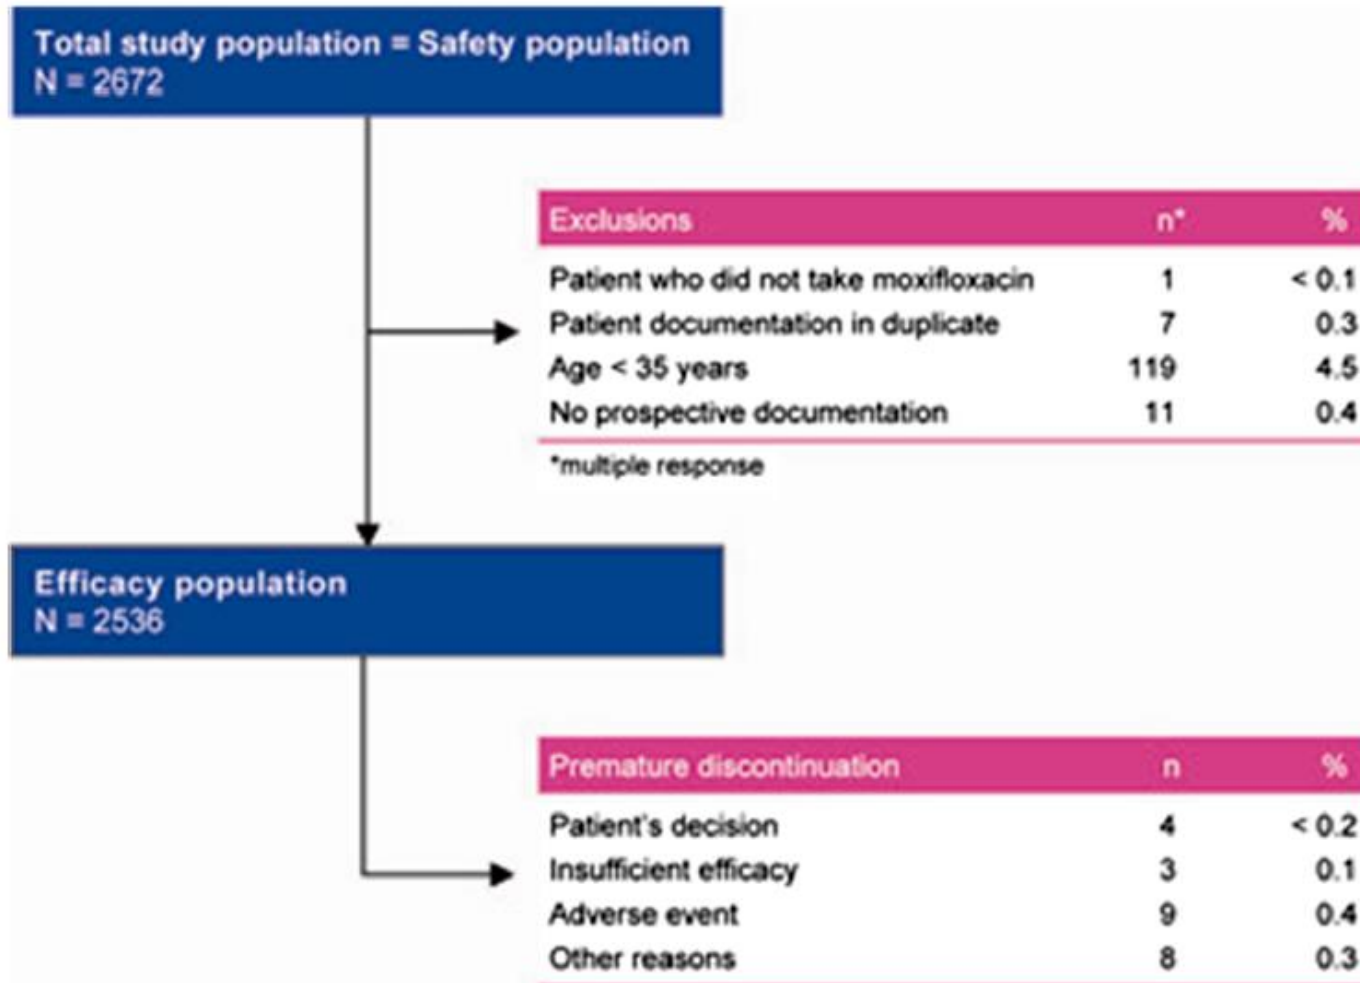 Total study population = Safety population
N = 2672
Exclusions n* %
Patient who did not take moxifloxacin 1 < 0.1
Patient documentation in duplicate 7 0.3
Age < 35 years 119 4.5
No prospective documentation 11 0.4
*multiple response
Efficacy population
N = 2536
Premature discontinuation n %
Patient's decision 4 < 0.2
Insufficient efficacy 3 0.1
Adverse event 9 0.4
Other reasons 8 0.3